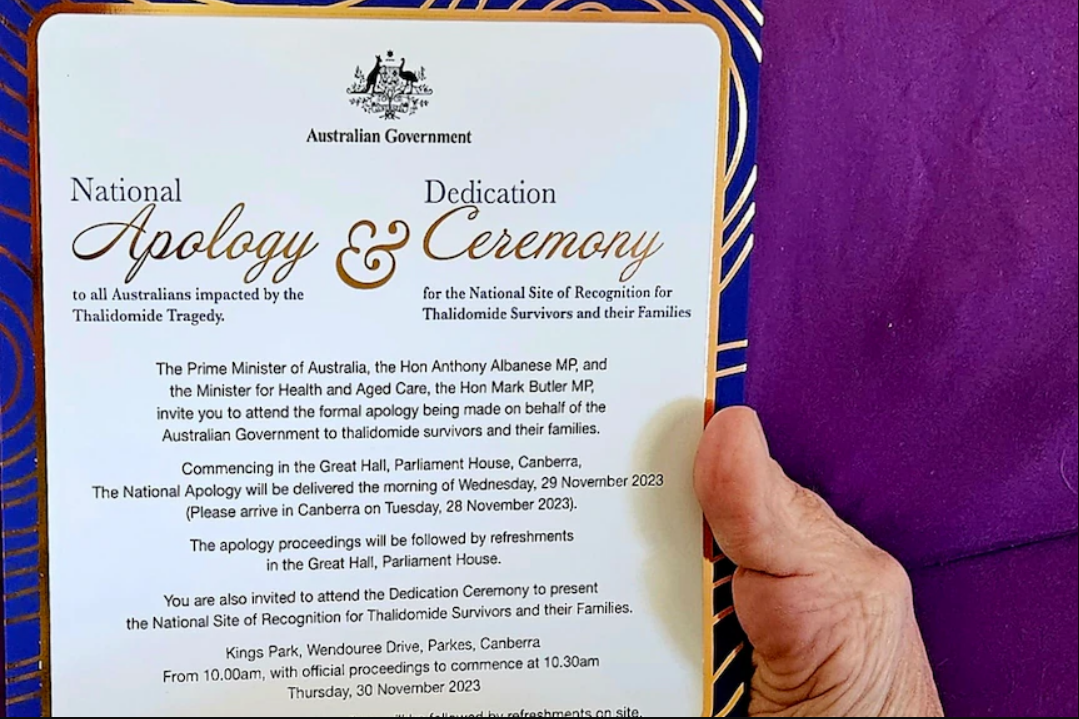 Australian Government
National
Apology
to all Australians impacted by the
Thalidomide Tragedy.
&
Dedication
Ceremony
for the National Site of Recognition for
Thalidomide Survivors and their Families
The Prime Minister of Australia, the Hon Anthony Albanese MP, and
the Minister for Health and Aged Care, the Hon Mark Butler MP,
invite you to attend the formal apology being made on behalf of the
Australian Government to thalidomide survivors and their families.
Commencing in the Great Hall, Parliament House, Canberra,
The National Apology will be delivered the morning of Wednesday, 29 November 2023
(Please arrive in Canberra on Tuesday, 28 November 2023).
The apology proceedings will be followed by refreshments
in the Great Hall, Parliament House.
You are also invited to attend the Dedication Ceremony to present
the National Site of Recognition for Thalidomide Survivors and their Families.
Kings Park, Wendouree Drive, Parkes, Canberra
From 10.00am, with official proceedings to commence at 10.30am
Thursday, 30 November 2023
will be followed by refreshments on site.